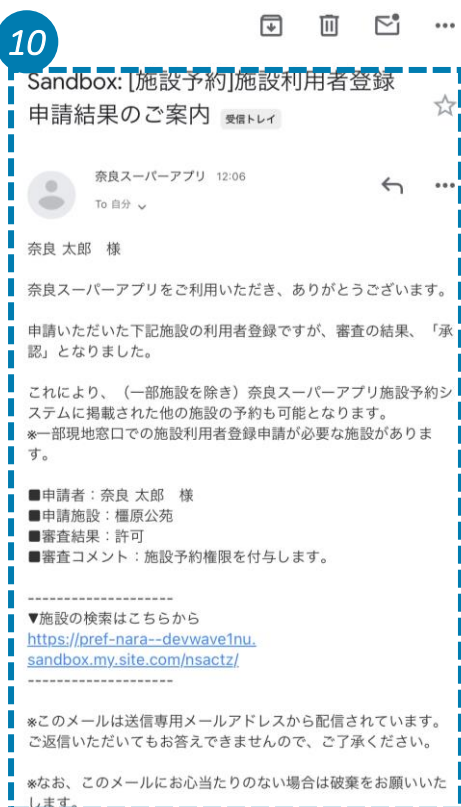 10
Sandbox: [施設予約]施設利用者登録
申請結果のご案内 受信トレイ
奈良スーパーアプリ 12:06
To 自分
奈良 太郎　様
奈良スーパーアプリをご利用いただき、ありがとうございます。
申請いただいた下記施設の利用者登録ですが、審査の結果、「承
認」となりました。
これにより、（一部施設を除き）奈良スーパーアプリ施設予約シ
ステムに掲載された他の施設の予約も可能となります。
※一部現地窓口での施設利用者登録申請が必要な施設がありま
す。
■申請者：奈良 太郎　様
■申請施設：橿原公苑
■審査結果：許可
■審査コメント：施設予約権限を付与します。
--------------------
▼施設の検索はこちらから
https://pref-nara--devwave1nu.
sandbox.my.site.com/nsactz/
--------------------
※このメールは送信専用メールアドレスから配信されています。
ご返信いただいてもお答えできませんので、ご了承ください。
※なお、このメールにお心当たりのない場合は破棄をお願いいた
します。